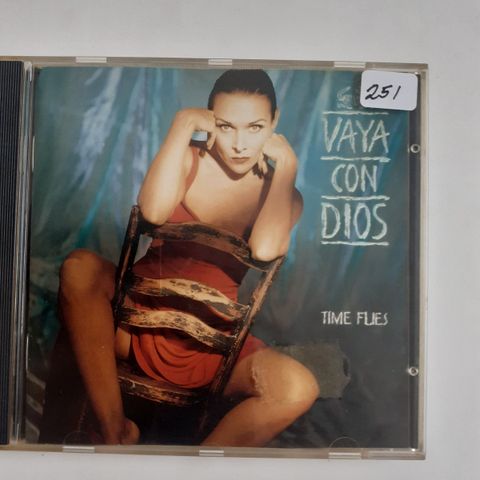 251
VAYA
CON
DIOS
TIME FLIES